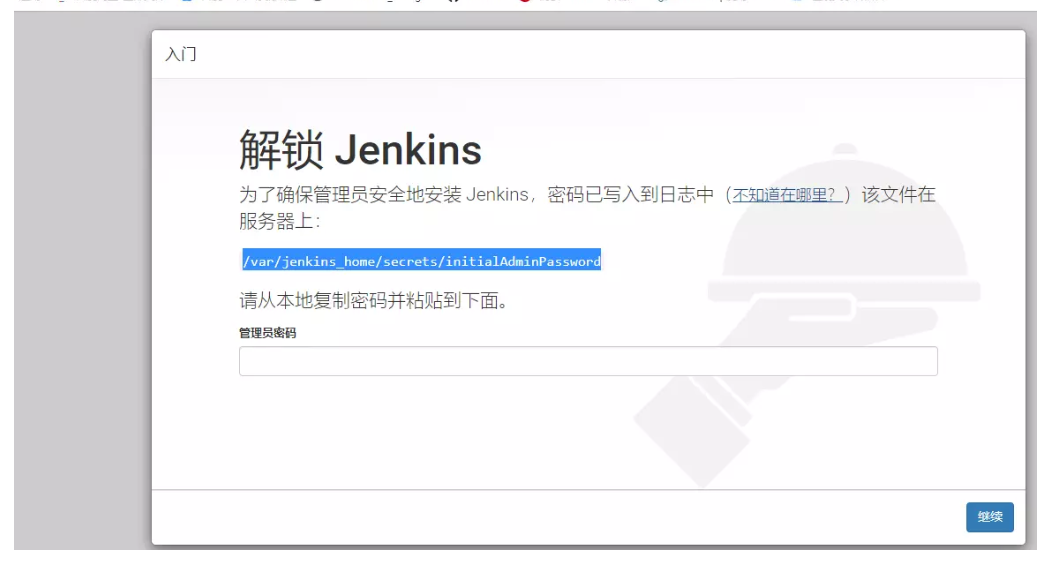 入门
解锁 Jenkins
为了确保管理员安全地安装 Jenkins，密码已写入到日志中（不知道在哪里？）该文件在
服务器上：
/var/jenkins_home/secrets/initialAdminPassword
请从本地复制密码并粘贴到下面。
管理员密码
继续